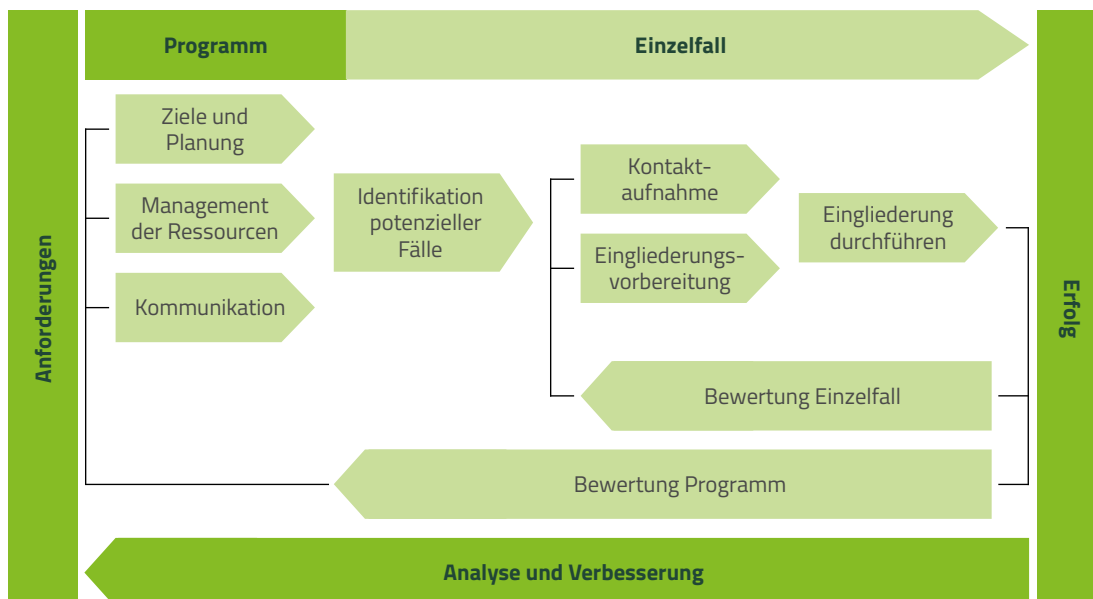 Programm
Einzelfall
Anforderungen
Ziele und
Planung
Management
der Ressourcen
Kommunikation
Identifikation
potenzieller
Fälle
Kontakt-
aufnahme
Eingliederungs-
vorbereitung
Eingliederung
durchführen
Bewertung Einzelfall
Bewertung Programm
Erfolg
Analyse und Verbesserung